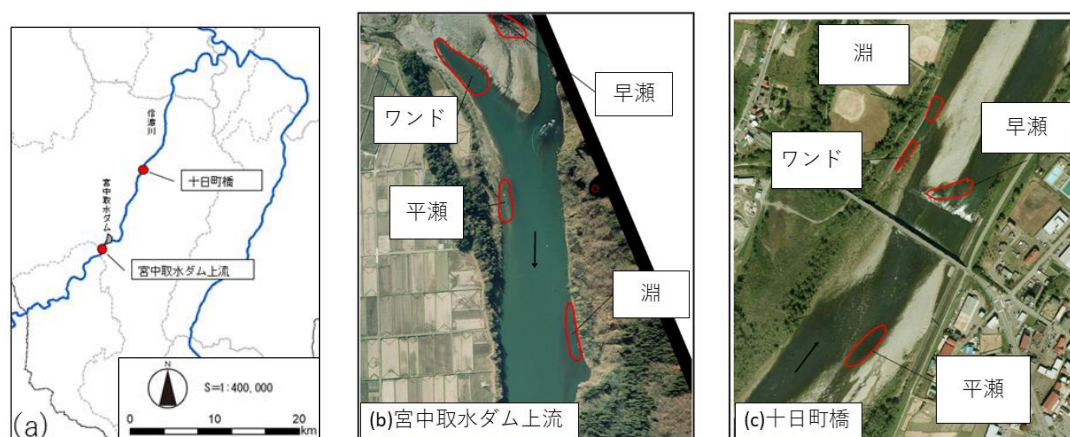 信濃川
十日町橋
宮中取水ダム
宮中取水ダム上流
N
S=1:400,000
0
10
20
km
(a)
早瀬
ワンド
平瀬
淵
(b)宮中取水ダム上流
淵
早瀬
ワンド
平瀬
(c)十日町橋